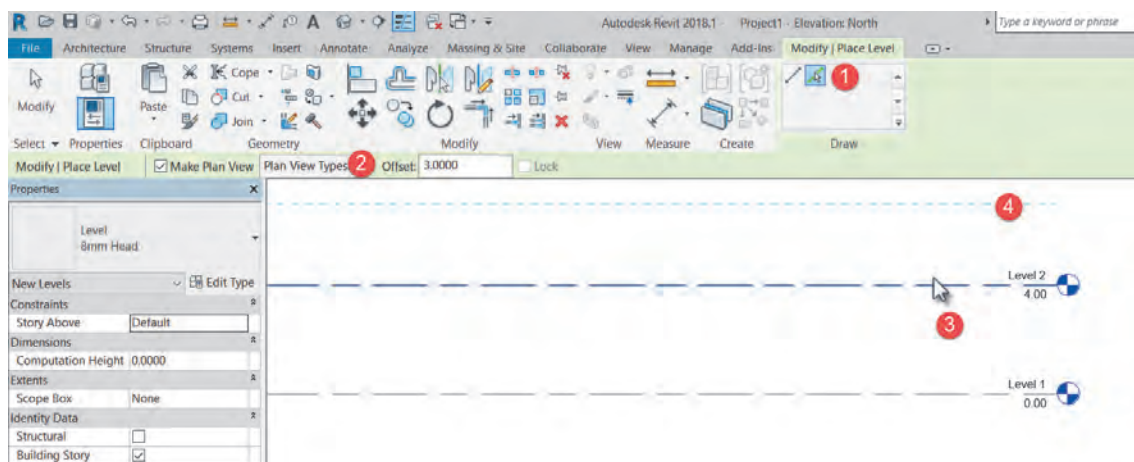 Autodesk Revit 2018.1 - Project1 - Elevation: North
Type a keyword or phrase
File Architecture Structure Systems Insert Annotate Analyze Massing & Site Collaborate View Manage Add-Ins Modify | Place Level
Cope
1
Modify Paste Cut
Join
Select Properties Clipboard Geometry Modify View Measure Create Draw
Modify | Place Level Make Plan View Plan View Types... 2 Offset: 3.0000 Lock
Properties X
4
Level
8mm Head
New Levels Edit Type
Level 2
4.00
Constraints
Story Above Default
3
Dimensions
Computation Height 0.0000
Extents
Scope Box None
Level 1
0.00
Identity Data
Structural
Building Story